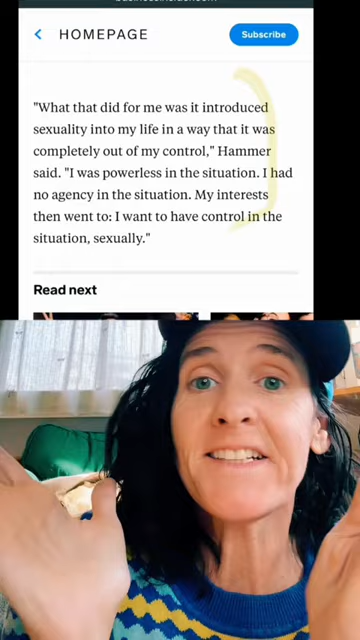 HOMEPAGE
Subscribe
"What that did for me was it introduced
sexuality into my life in a way that it was
completely out of my control," Hammer
said. "I was powerless in the situation. I had
no agency in the situation. My interests
then went to: I want to have control in the
situation, sexually."
Read next